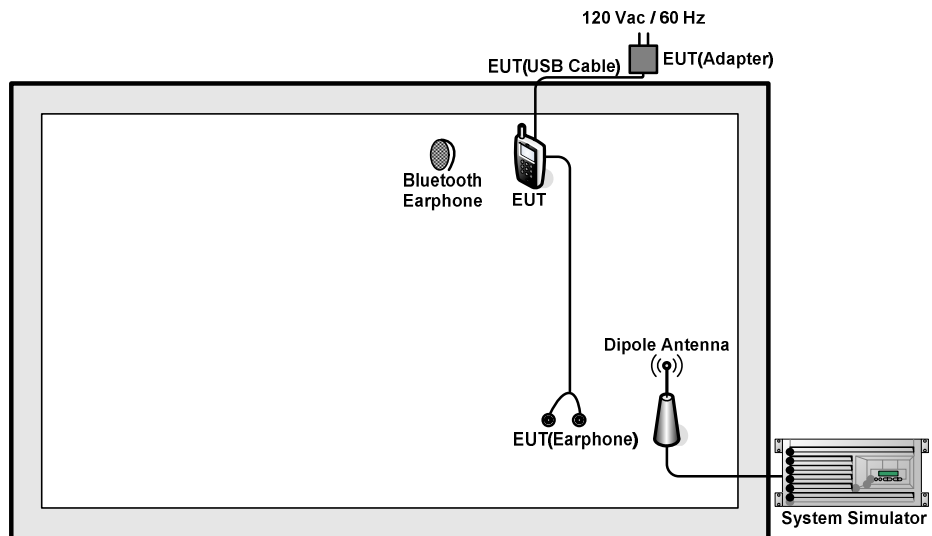 120 Vac / 60 Hz
EUT(Adapter)
EUT(USB Cable)
Bluetooth
Earphone
EUT
Dipole Antenna
EUT(Earphone)
System Simulator